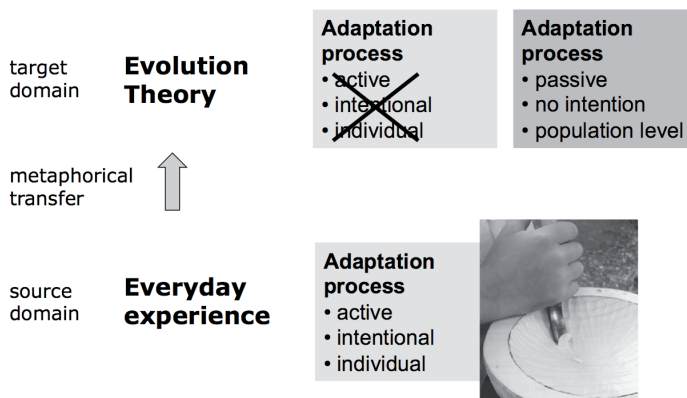 target
domain
Evolution
Theory
Adaptation
process
• active
• intentional
• individual
Adaptation
process
• passive
• no intention
• population level
metaphorical
transfer
source
domain
Everyday
experience
Adaptation
process
• active
• intentional
• individual